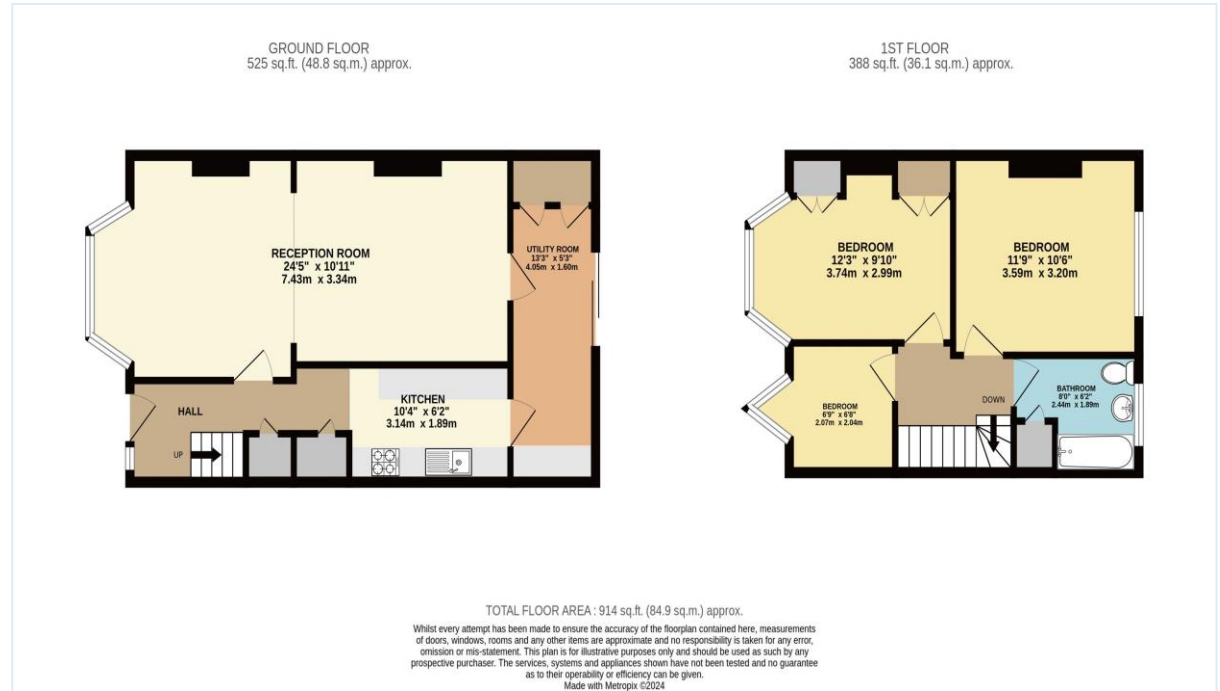 GROUND FLOOR
525 sq.ft. (48.8 sq.m.) approx.
1ST FLOOR
388 sq.ft. (36.1 sq.m.) approx.
RECEPTION ROOM
24'5" x 10'11"
7.43m x 3.34m
UTILITY ROOM
13'3" x 5'3"
4.05m x 1.60m
HALL
UP
KITCHEN
10'4" x 6'2"
3.14m x 1.89m
BEDROOM
12'3" x 9'10"
3.74m x 2.99m
BEDROOM
11'9" x 10'6"
3.59m x 3.20m
BEDROOM
6'9" x 6'8"
2.07m x 2.04m
DOWN
BATHROOM
8'0" x 6'2"
2.44m x 1.89m
TOTAL FLOOR AREA : 914 sq.ft. (84.9 sq.m.) approx.
Whilst every attempt has been made to ensure the accuracy of the floorplan contained here, measurements
of doors, windows, rooms and any other items are approximate and no responsibility is taken for any error,
omission or mis-statement. This plan is for illustrative purposes only and should be used as such by any
prospective purchaser. The services, systems and appliances shown have not been tested and no guarantee
as to their operability or efficiency can be given.
Made with Metropix ©2024